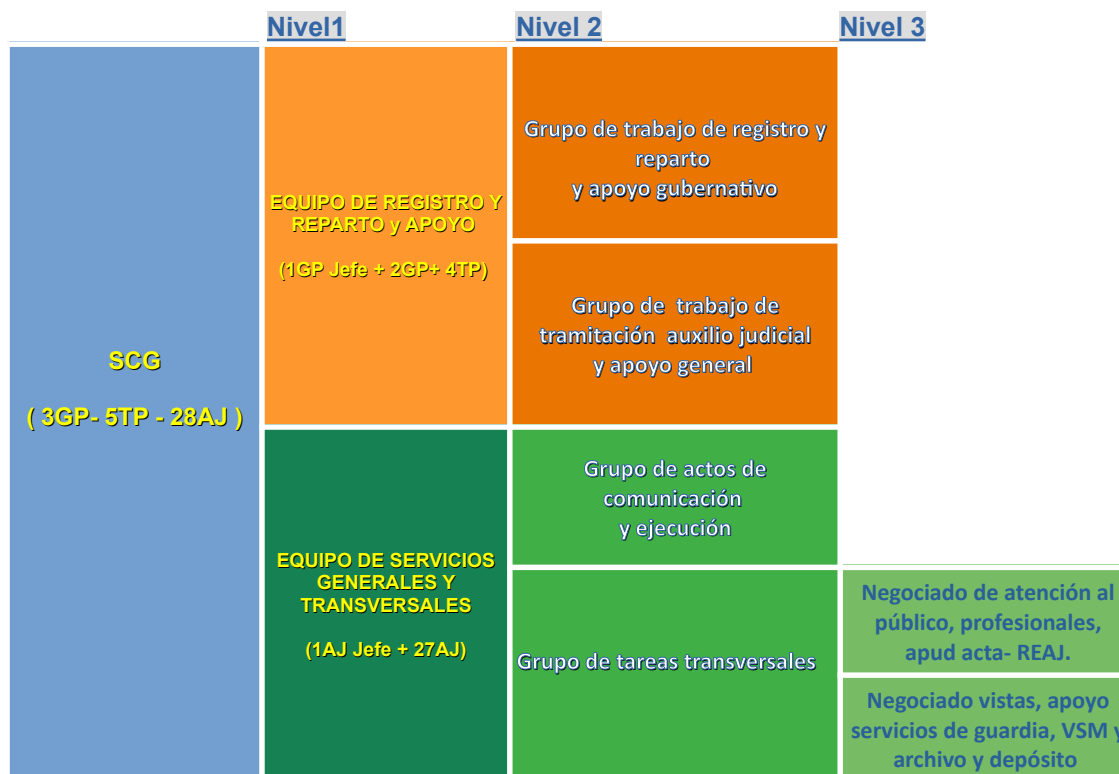 Nivel1
Nivel 2
Nivel 3
SCG
( 3GP- 5TP - 28AJ )
EQUIPO DE REGISTRO Y
REPARTO y APOYO
(1GP Jefe + 2GP+ 4TP)
Grupo de trabajo de registro y
reparto
y apoyo gubernativo
Grupo de  trabajo de
tramitación  auxilio judicial
y apoyo general
EQUIPO DE SERVICIOS
GENERALES Y
TRANSVERSALES
(1AJ Jefe + 27AJ)
Grupo de actos de
comunicación
y ejecución
Grupo de tareas transversales
Negociado de atención al
público, profesionales,
apud acta- REAJ.
Negociado vistas, apoyo
servicios de guardia, VSM y
archivo y depósito